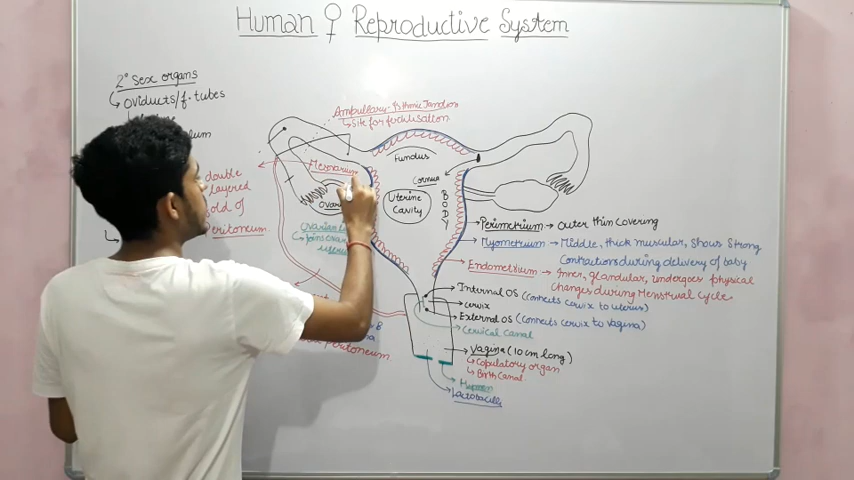 Human ♀ Reproductive System
2° sex organs
↳ oviducts/f. tubes
Ampullary-Isthmic Junction
↳ Site for fertilisation
double
layered
fold of
peritoneum
Mesovarium
Fundus
Cornua
Uterine
Cavity
BODY
Ovarian
↳ Joins
→ Perimetrium → Outer thin covering
→ Myometrium → Middle, thick muscular, Shows Strong
Contractions during delivery of baby
→ Endometrium → Inner, glandular, undergoes physical
Changes during Menstrual cycle
Internal OS (connects cervix to uterus)
→ cervix
External OS (connects cervix to vagina)
→ Cervical canal
→ Vagina (10 cm long)
↳ Copulatory organ
↳ Birth Canal
Lactobacilli
peritoneum